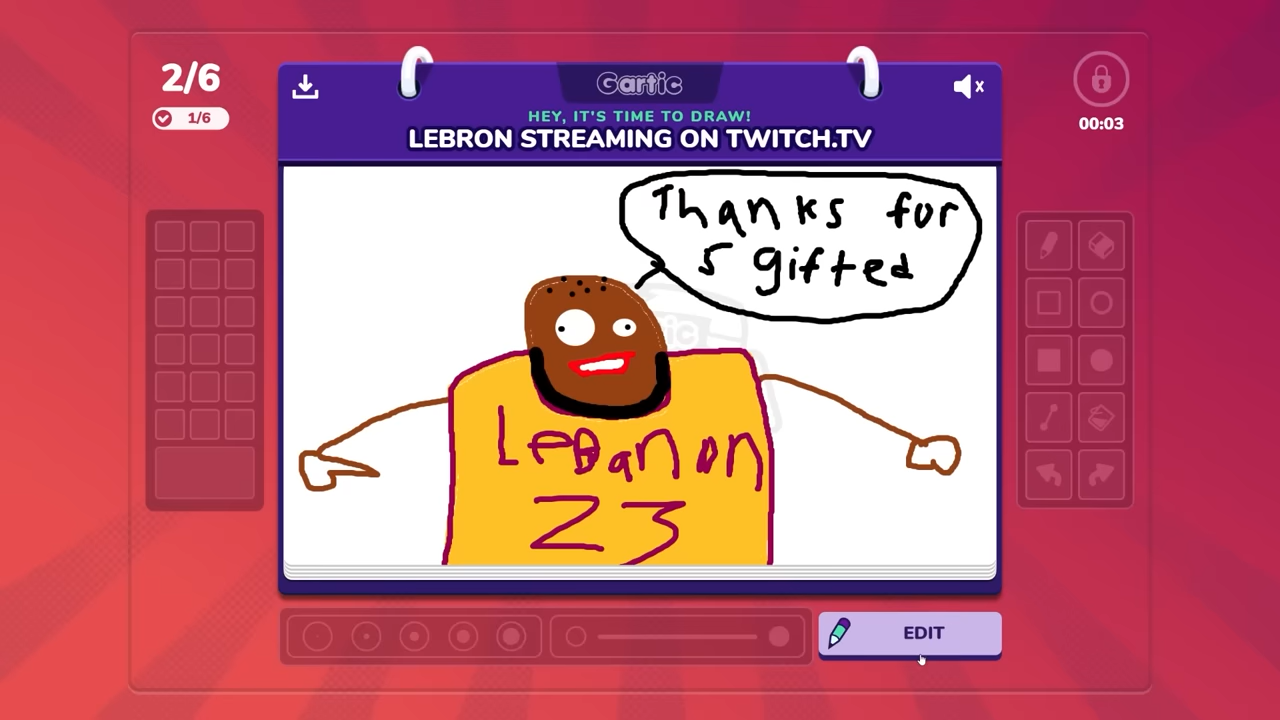 2/6
1/6
Gartic
HEY, IT'S TIME TO DRAW!
LEBRON STREAMING ON TWITCH.TV
00:03
Thanks for
5 gifted
LeBanon
23
EDIT